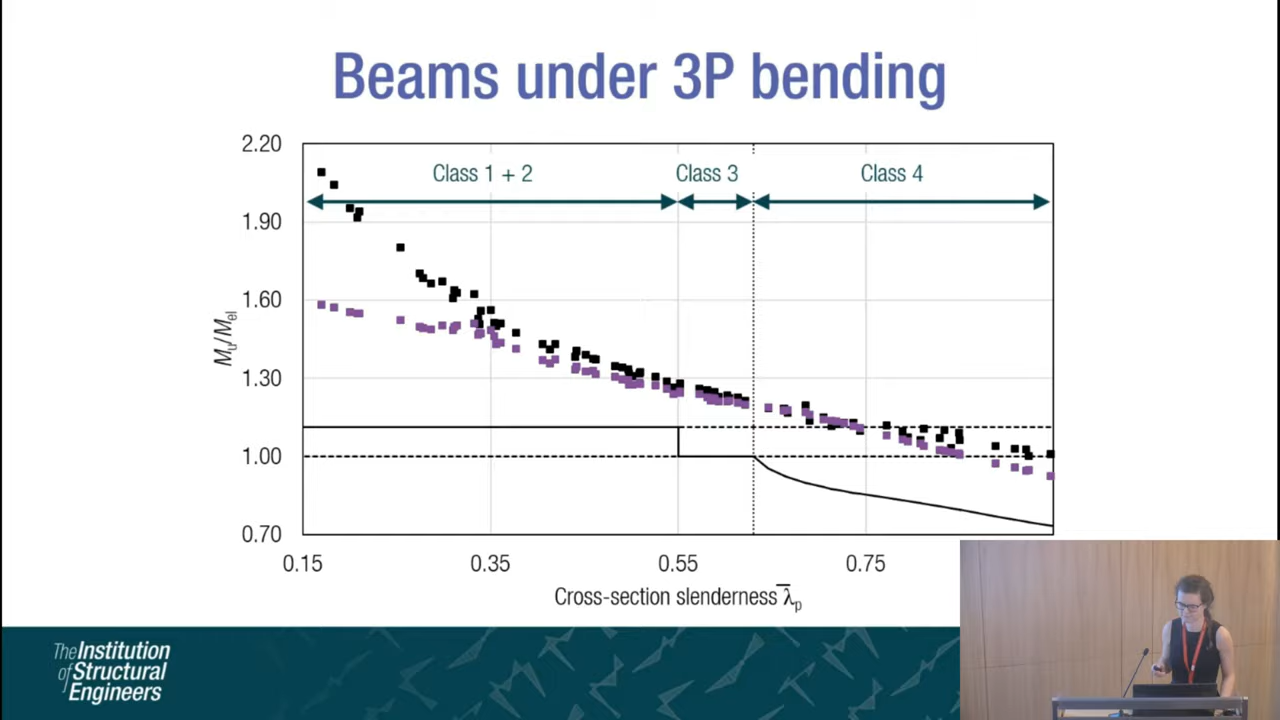 Beams under 3P bending
2.20
1.90
1.60
1.30
1.00
0.70
Mu/Mel
Class 1 + 2
Class 3
Class 4
0.15
0.35
0.55
0.75
Cross-section slenderness λ̅p
The Institution
of Structural
Engineers